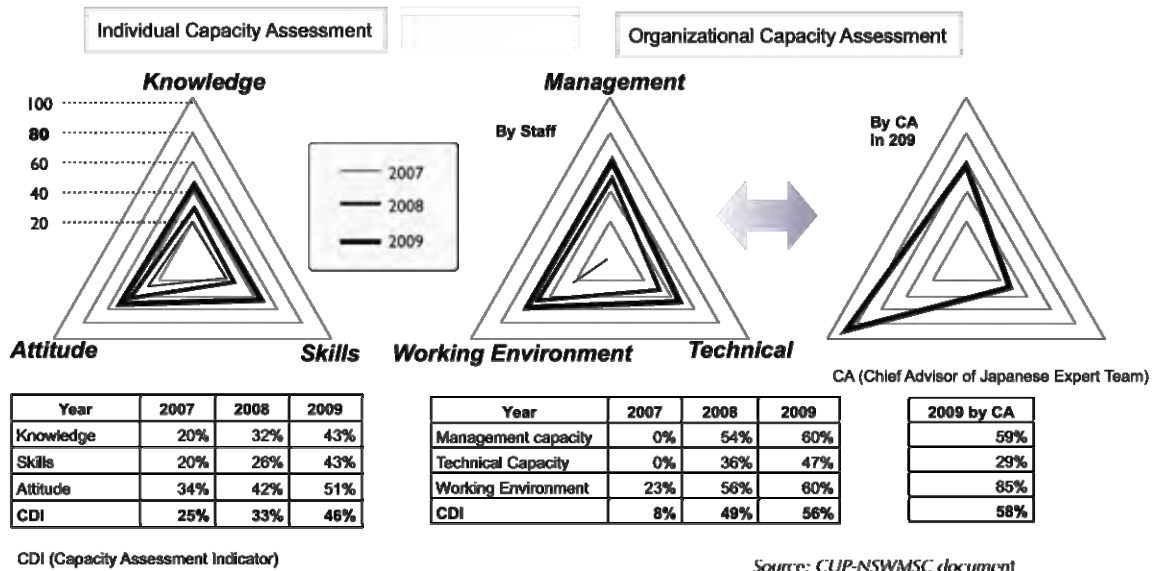 Individual Capacity Assessment
Organizational Capacity Assessment
Knowledge
100
80
60
40
20
Attitude
Skills
2007
2008
2009
Management
By Staff
Working Environment
Technical
By CA
In 209
CA (Chief Advisor of Japanese Expert Team)
Year 2007 2008 2009
Knowledge 20% 32% 43%
Skills 20% 26% 43%
Attitude 34% 42% 51%
CDI 25% 33% 46%
CDI (Capacity Assessment Indicator)
Year 2007 2008 2009
Management capacity 0% 54% 60%
Technical Capacity 0% 36% 47%
Working Environment 23% 56% 60%
CDI 8% 49% 56%
2009 by CA
59%
29%
85%
58%
Source: CUP-NSWMSC document